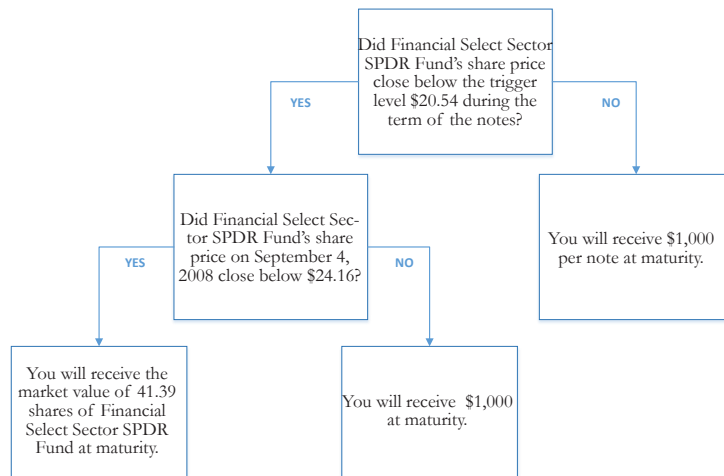 Did Financial Select Sector
SPDR Fund’s share price
close below the trigger
level $20.54 during the
term of the notes?
YES
NO
Did Financial Select Sec-
tor SPDR Fund’s share
price on September 4,
2008 close below $24.16?
You will receive $1,000
per note at maturity.
YES
NO
You will receive the
market value of 41.39
shares of Financial
Select Sector SPDR
Fund at maturity.
You will receive $1,000
at maturity.